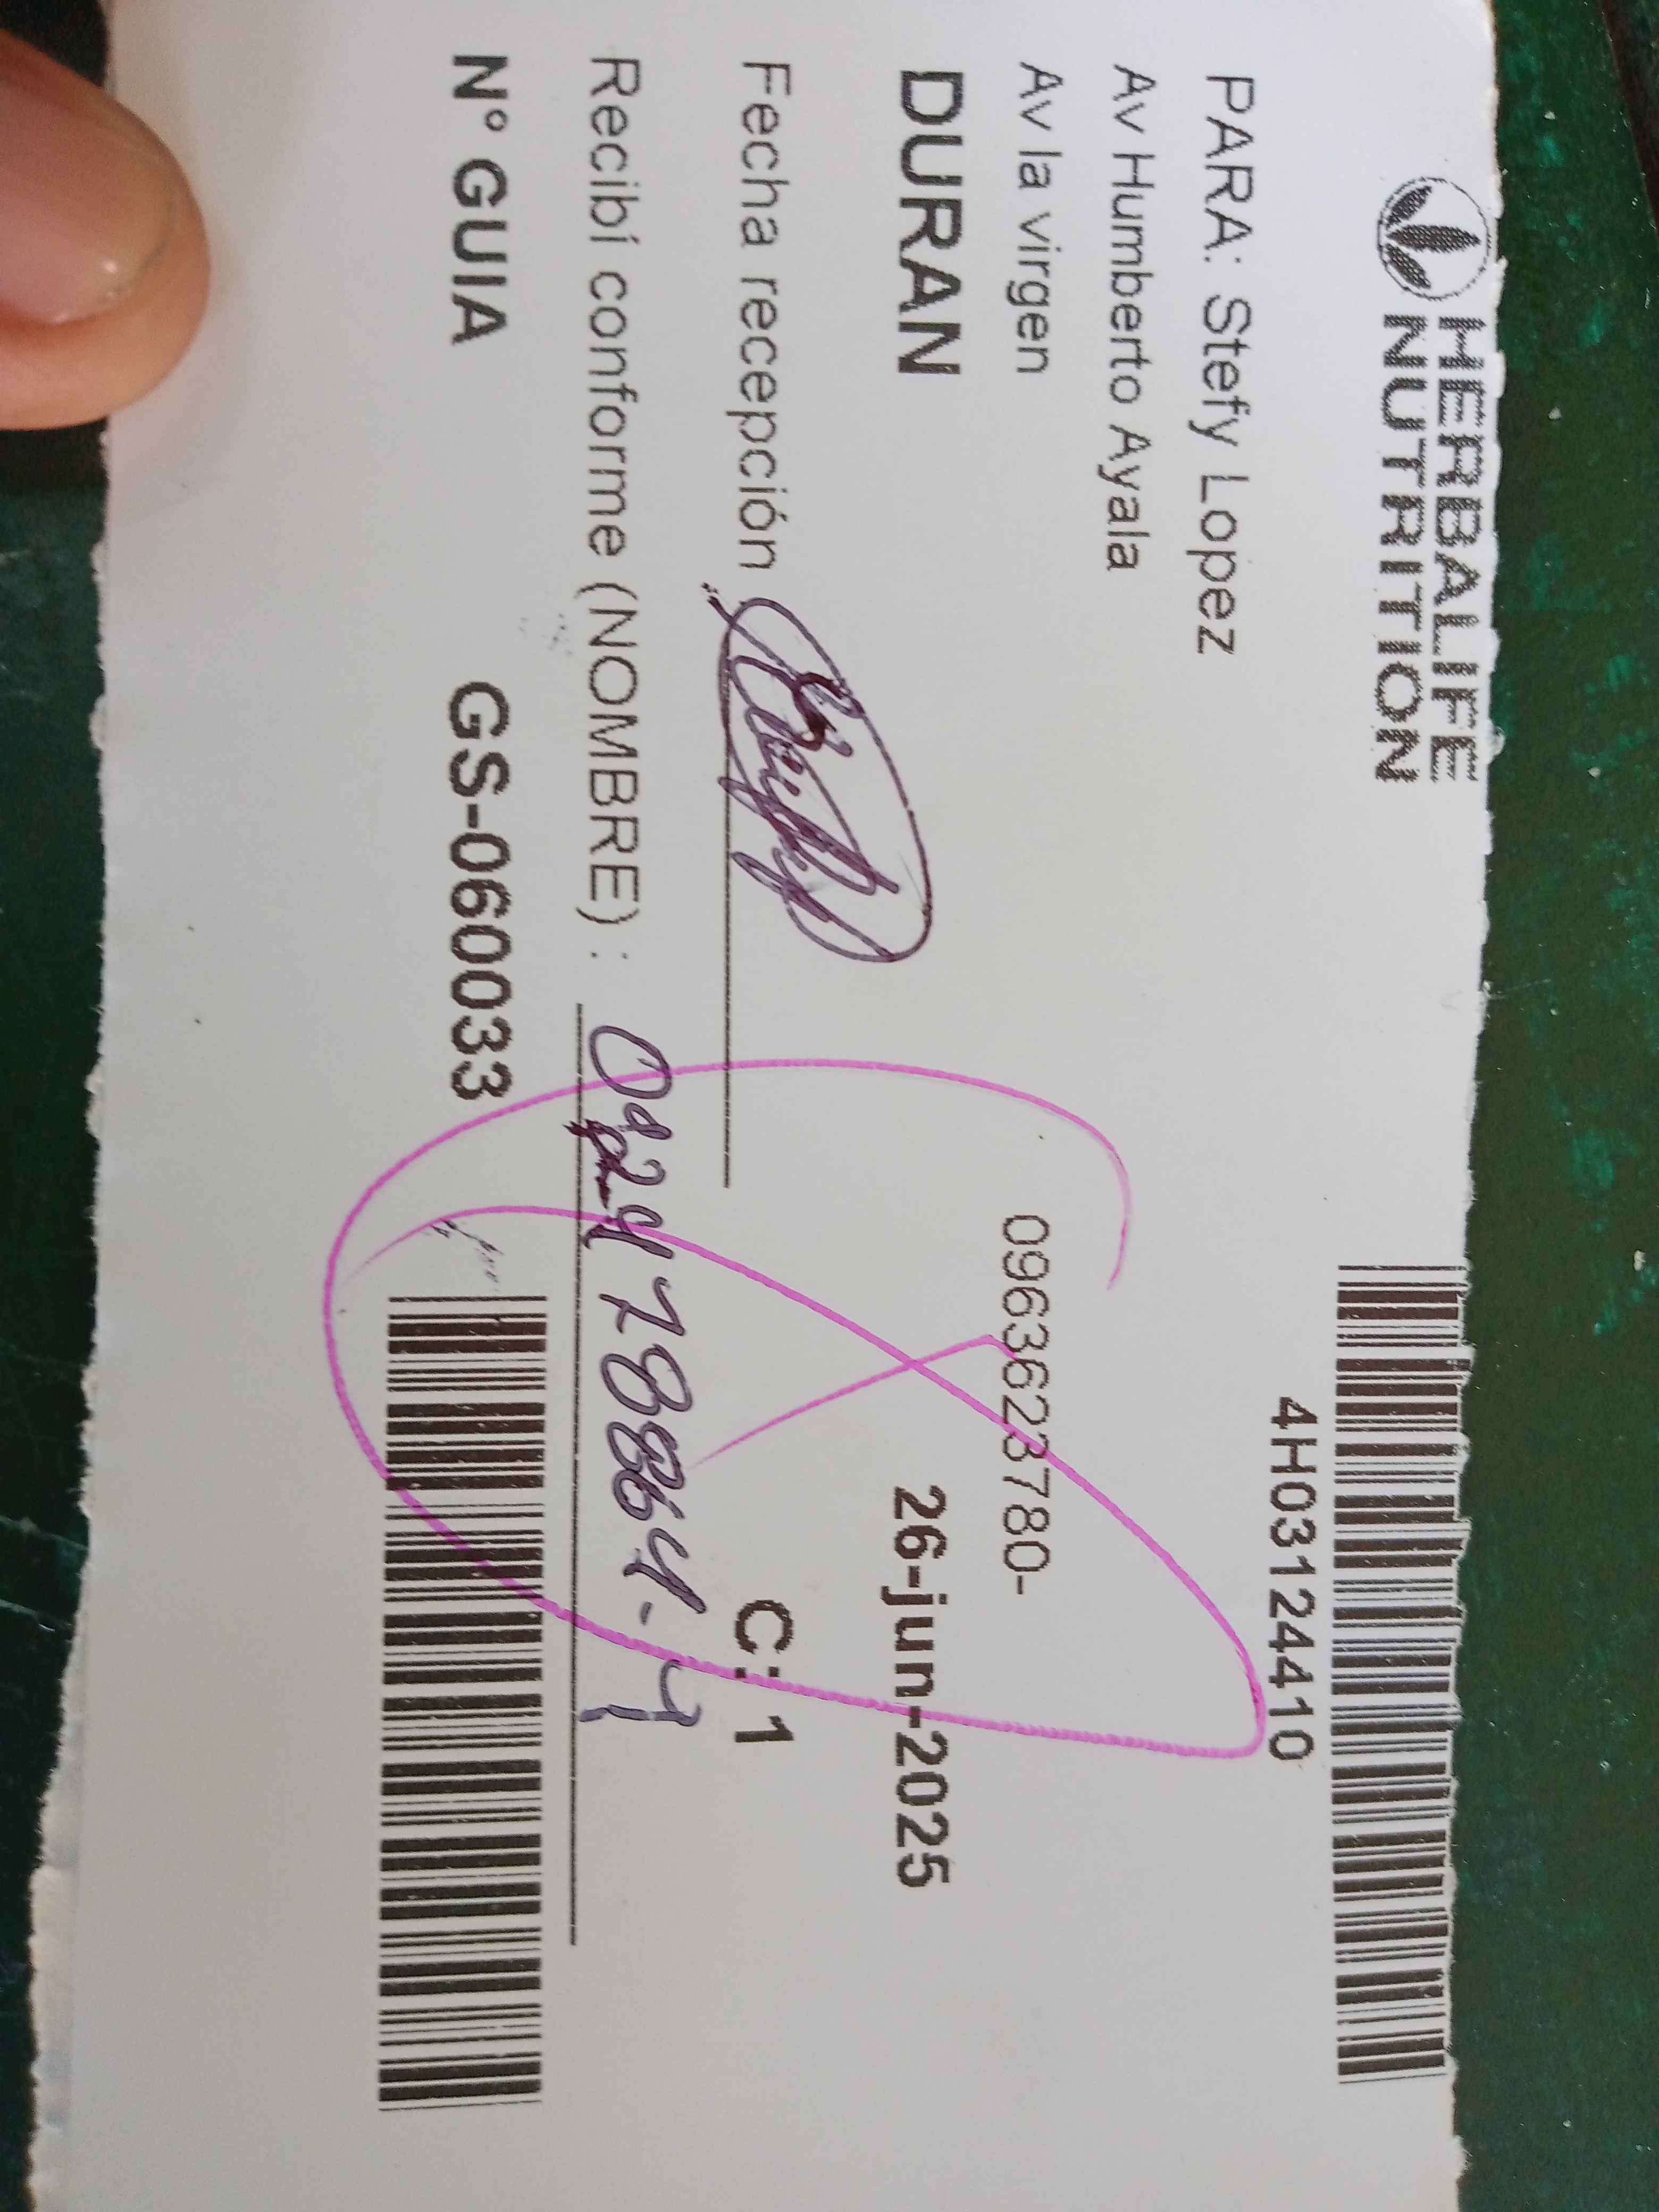 HERBALIFE
NUTRITION
4H03124410
PARA: Stefy Lopez
Av Humberto Ayala
Av la virgen 0963623780-
DURAN 26-jun-2025
Fecha recepción C: 1
Recibí conforme (NOMBRE) :
N° GUIA GS-060033